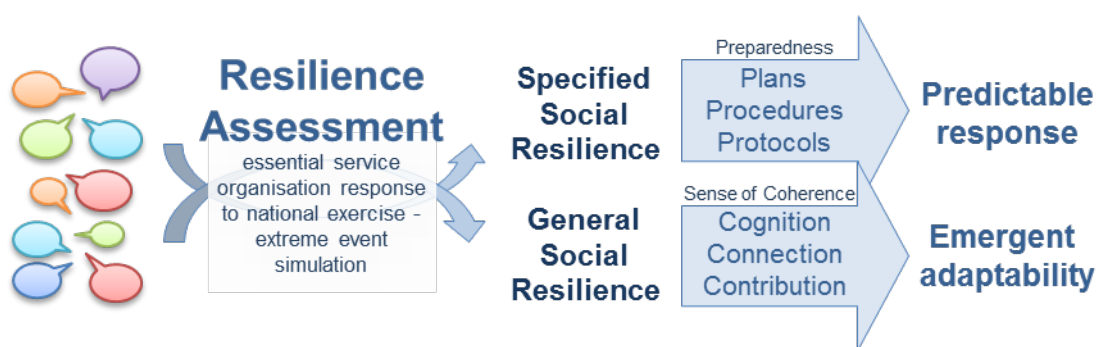 Resilience
Assessment
essential service
organisation response
to national exercise -
extreme event
simulation
Specified
Social
Resilience
Preparedness
Plans
Procedures
Protocols
Predictable
response
General
Social
Resilience
Sense of Coherence
Cognition
Connection
Contribution
Emergent
adaptability